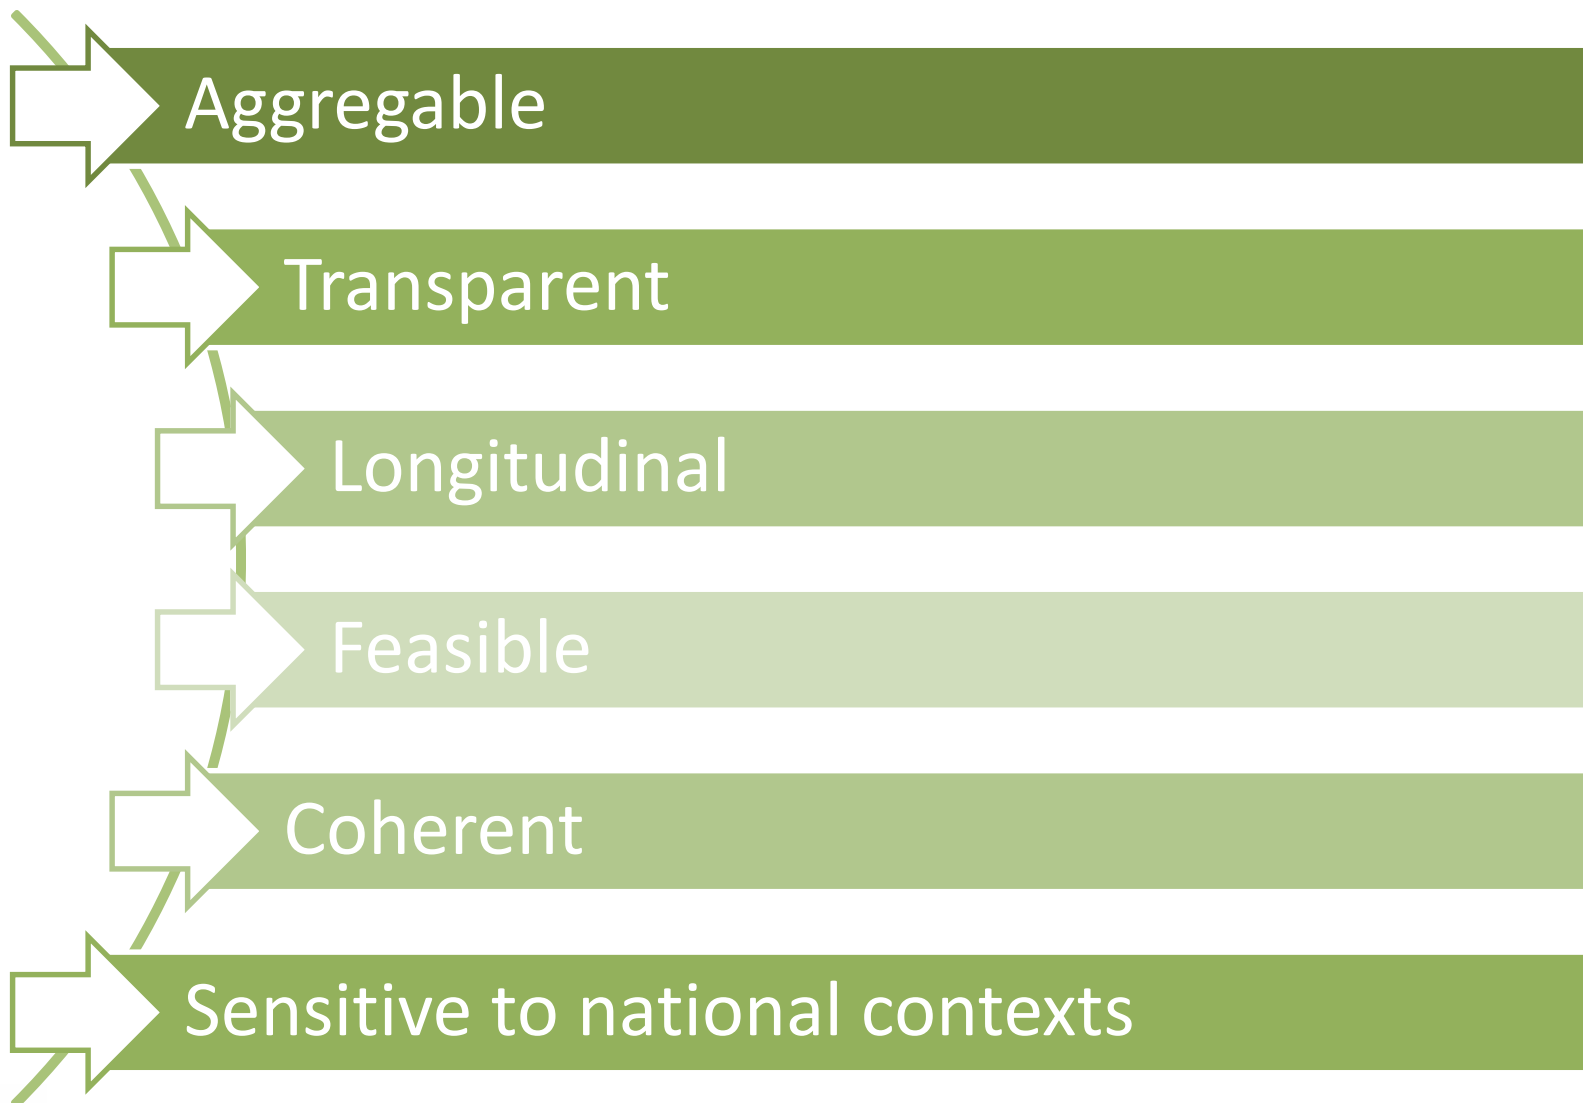 Aggregable
Transparent
Longitudinal
Feasible
Coherent
Sensitive to national contexts